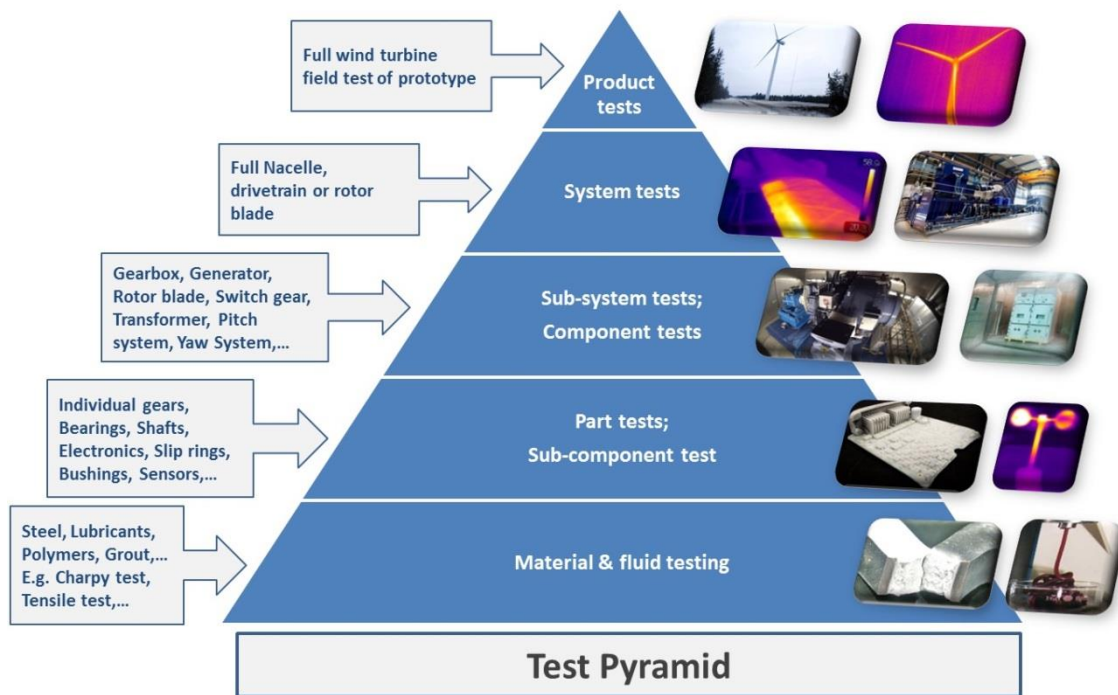 Full wind turbine
field test of prototype
Product
tests
Full Nacelle,
drivetrain or rotor
blade
System tests
Gearbox, Generator,
Rotor blade, Switch gear,
Transformer, Pitch
system, Yaw System,...
Sub-system tests;
Component tests
Individual gears,
Bearings, Shafts,
Electronics, Slip rings,
Bushings, Sensors,...
Part tests;
Sub-component test
Steel, Lubricants,
Polymers, Grout,...
E.g. Charpy test,
Tensile test,...
Material & fluid testing
Test Pyramid